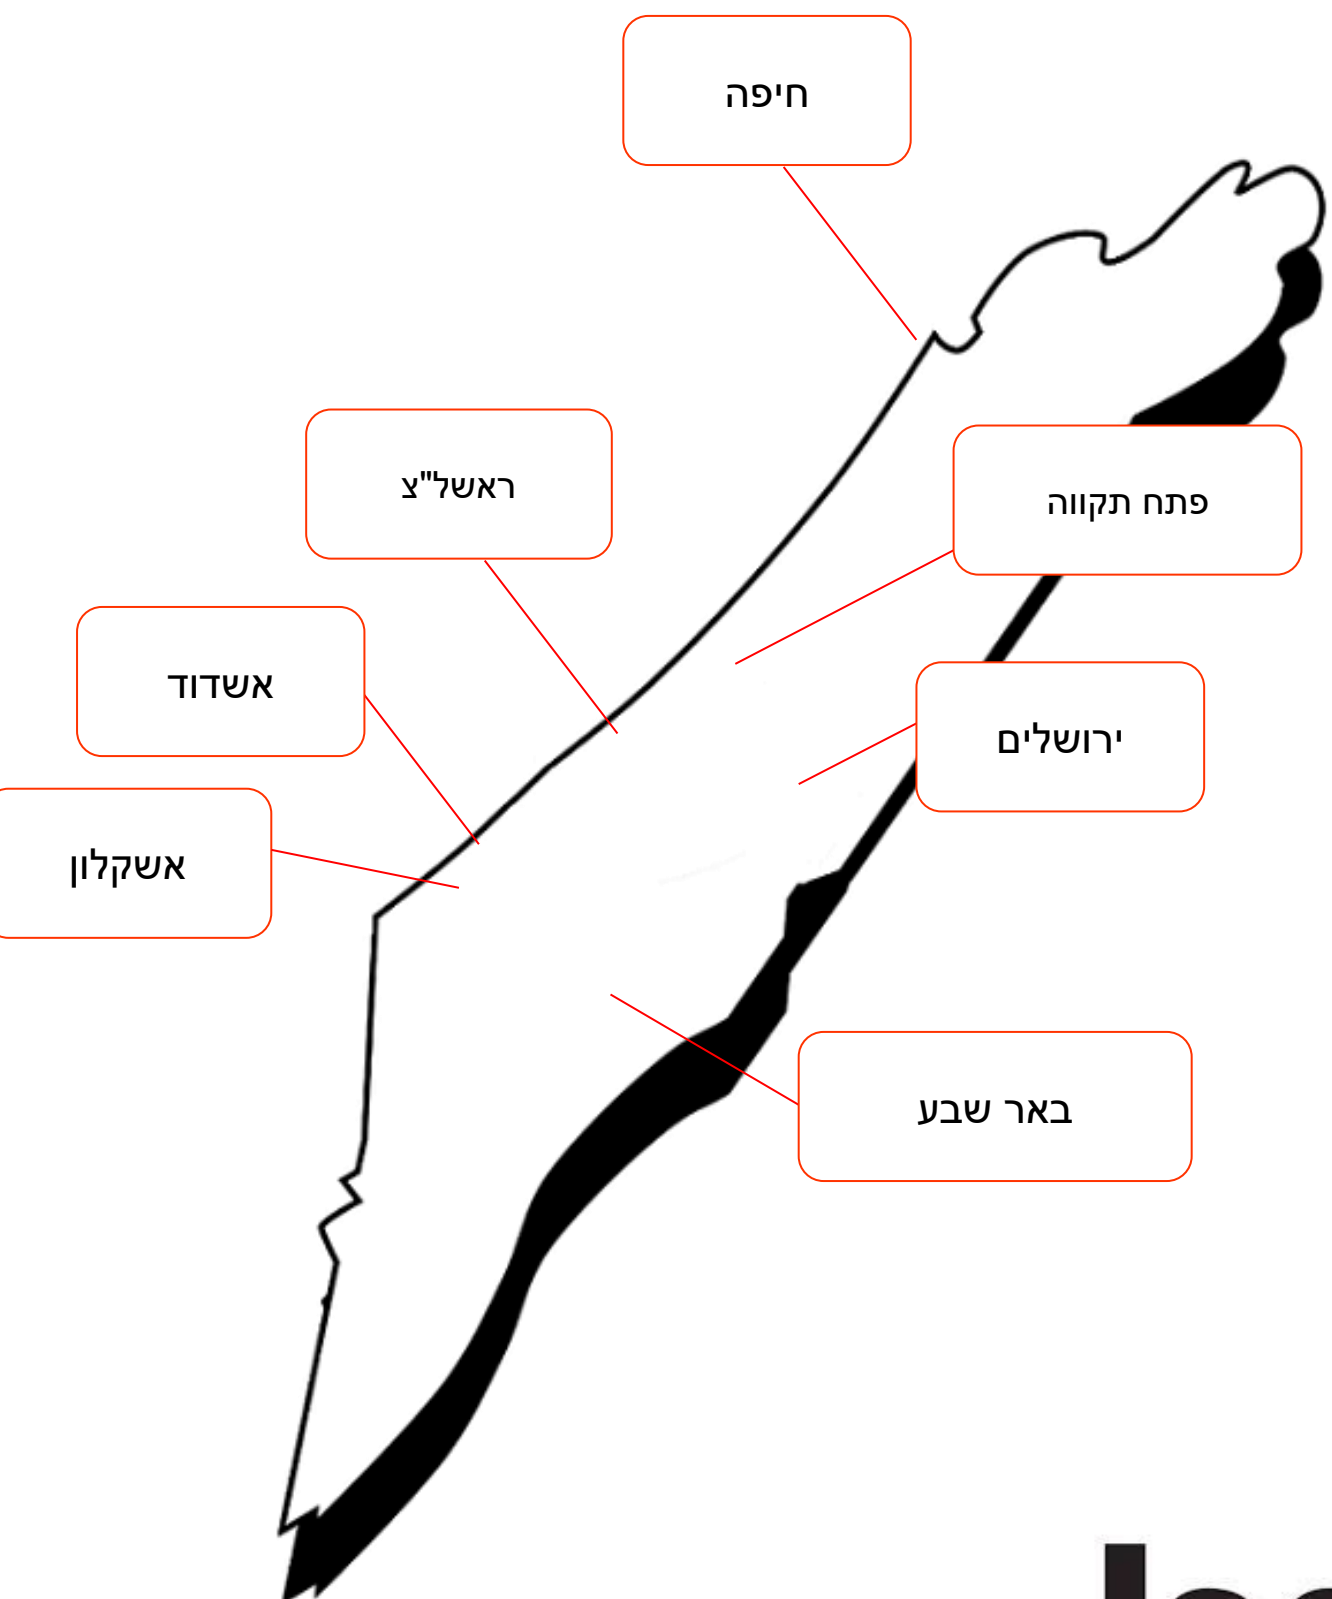 חיפה
ראשל"צ
פתח תקווה
אשדוד
ירושלים
אשקלון
באר שבע